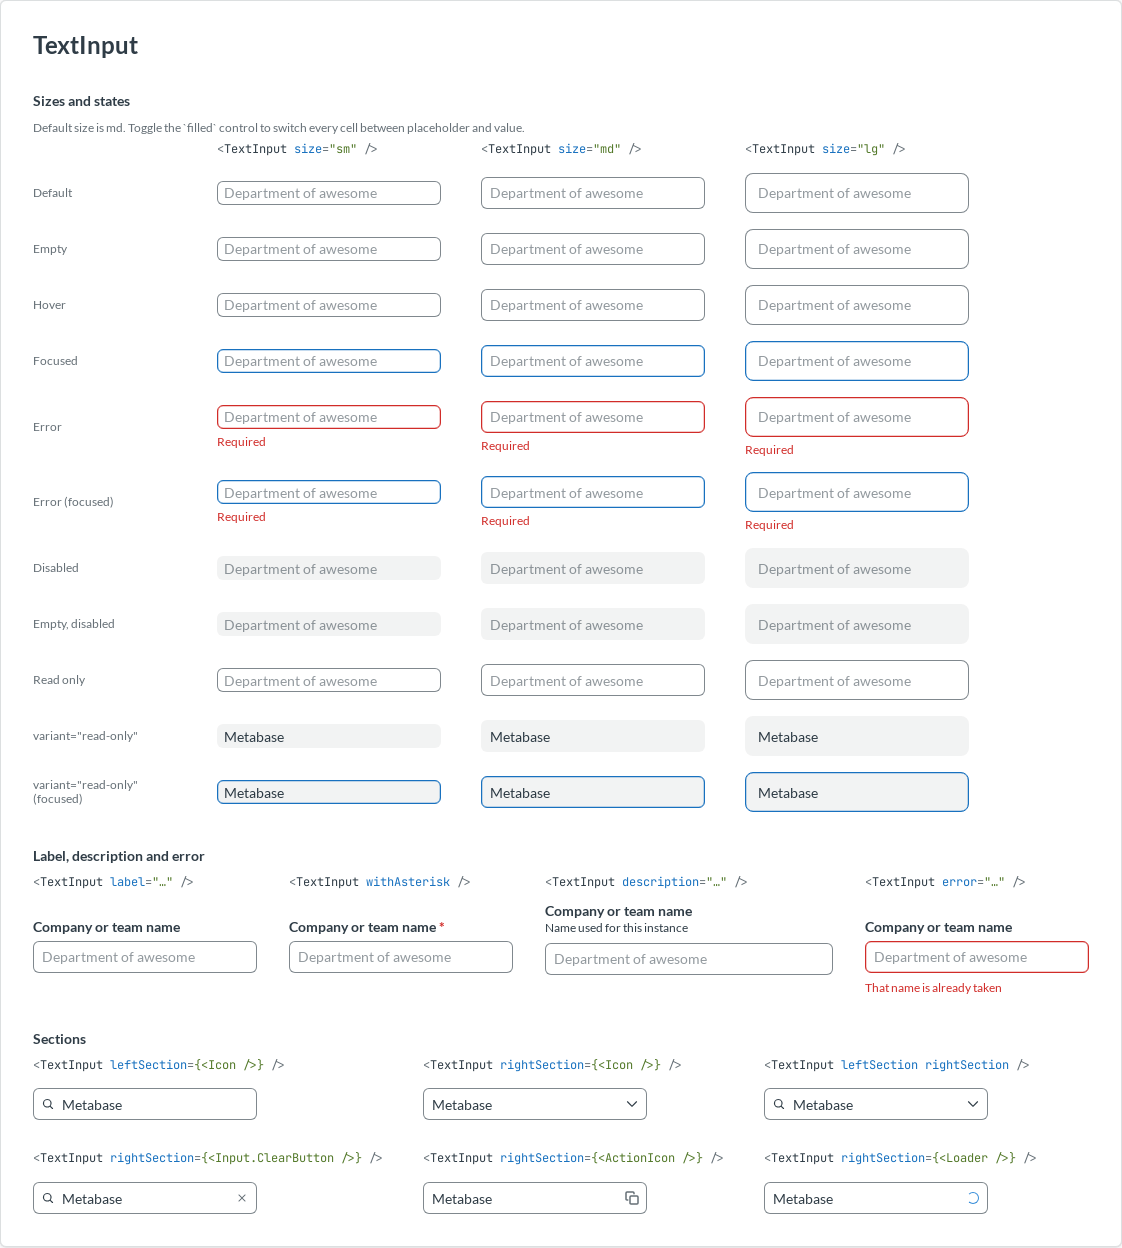 TextInput
Sizes and states
Default size is md. Toggle the `filled` control to switch every cell between placeholder and value.
<TextInput size="sm" /> <TextInput size="md" /> <TextInput size="lg" />
Default Department of awesome Department of awesome Department of awesome
Empty Department of awesome Department of awesome Department of awesome
Hover Department of awesome Department of awesome Department of awesome
Focused Department of awesome Department of awesome Department of awesome
Error Department of awesome Department of awesome Department of awesome
Required Required Required
Error (focused) Department of awesome Department of awesome Department of awesome
Required Required Required
Disabled Department of awesome Department of awesome Department of awesome
Empty, disabled Department of awesome Department of awesome Department of awesome
Read only Department of awesome Department of awesome Department of awesome
variant="read-only" Metabase Metabase Metabase
variant="read-only"
(focused) Metabase Metabase Metabase
Label, description and error
<TextInput label="…" /> <TextInput withAsterisk /> <TextInput description="…" /> <TextInput error="…" />
Company or team name Company or team name * Company or team name Company or team name
Name used for this instance
Department of awesome Department of awesome Department of awesome Department of awesome
That name is already taken
Sections
<TextInput leftSection={<Icon />} /> <TextInput rightSection={<Icon />} /> <TextInput leftSection rightSection />
Metabase Metabase Metabase
<TextInput rightSection={<Input.ClearButton />} /> <TextInput rightSection={<ActionIcon />} /> <TextInput rightSection={<Loader />} />
Metabase Metabase Metabase